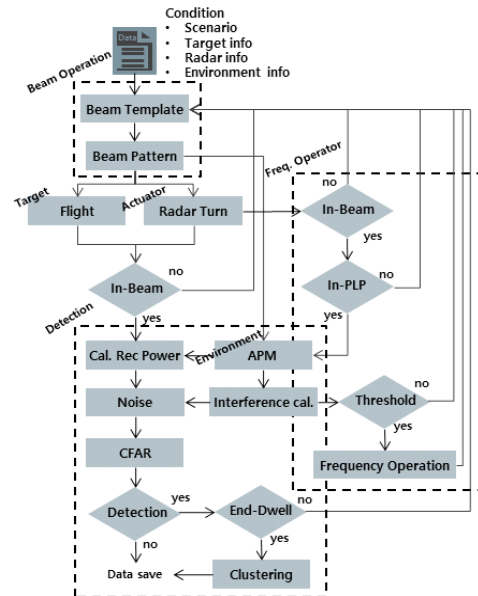 Condition
• Scenario
• Target info
• Radar info
• Environment info
Data
Beam Operation
Beam Template
Beam Pattern
Freq. Operator
Target
Flight
Actuator
Radar Turn
no
In-Beam
yes
In-Beam
no
yes
In-PLP
no
yes
Detection
Cal. Rec Power
Environment
APM
Noise
Interference cal.
Threshold
no
yes
CFAR
Frequency Operation
Detection
yes
no
End-Dwell
no
yes
Data save
Clustering